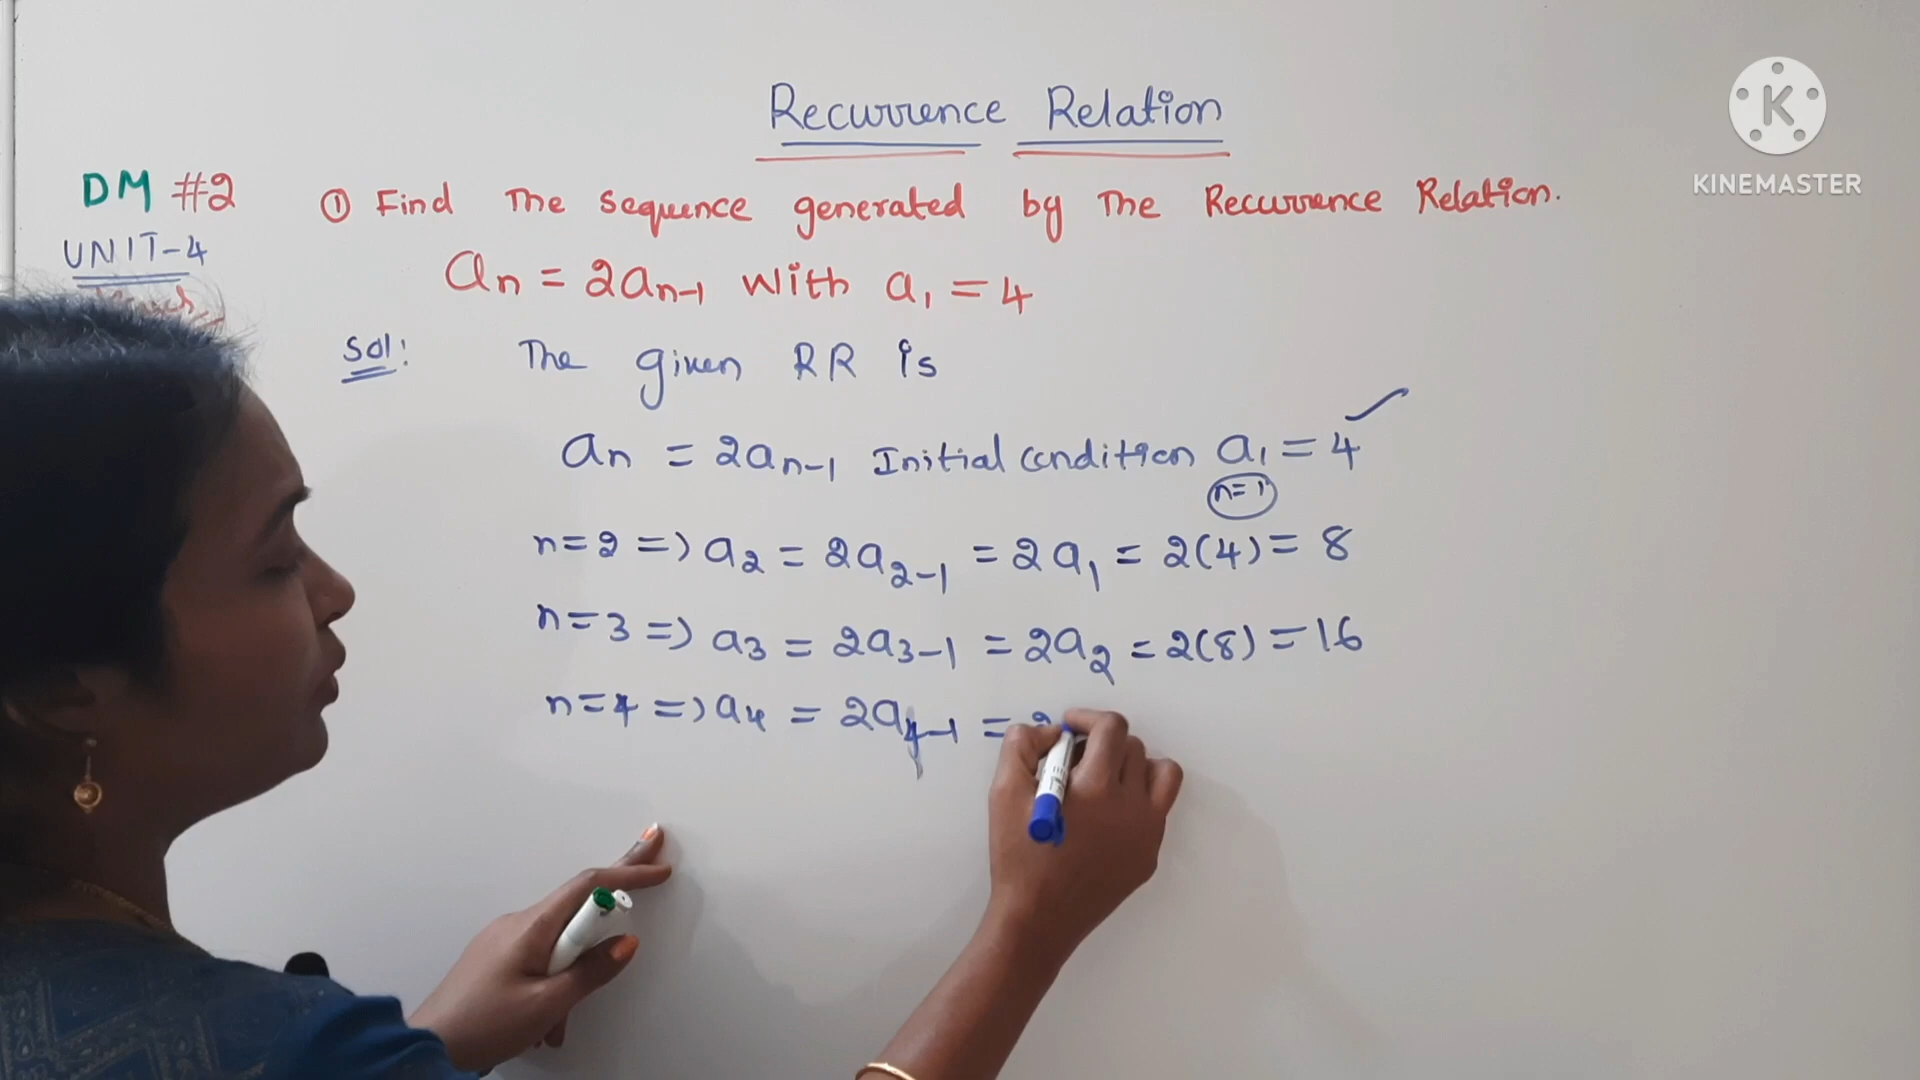 Recurrence Relation
KINEMASTER
DM #2
UNIT-4
① Find The sequence generated by The Recurrence Relation.
aₙ = 2aₙ₋₁ with a₁ = 4
Sol:
The given RR is
aₙ = 2aₙ₋₁ Initial condition a₁ = 4
n=1
n=2 => a₂ = 2a₂₋₁ = 2a₁ = 2(4) = 8
n=3 => a₃ = 2a₃₋₁ = 2a₂ = 2(8) = 16
n=4 => a₄ = 2a₄₋₁ = 2